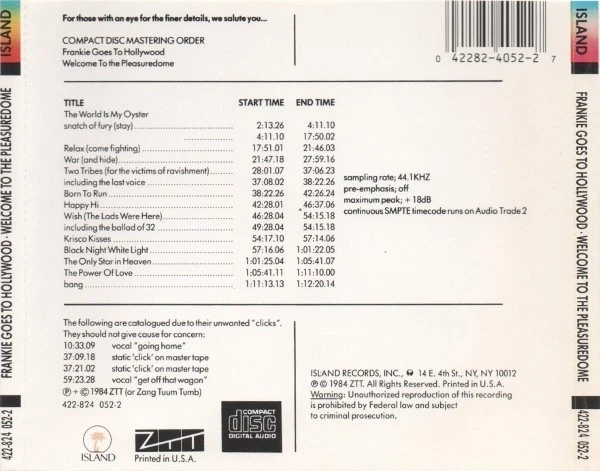 For those with an eye for the finer details, we salute you...
COMPACT DISC MASTERING ORDER
Frankie Goes To Hollywood
Welcome To the Pleasuredome
0 42282-4052-2 7
TITLE START TIME END TIME
The World Is My Oyster
snatch of fury (stay) 2:13.26 4:11.10
4:11.10 17:50.02
Relax (come fighting) 17:51.01 21:46.03
War (and hide) 21:47.18 27:59.16
Two Tribes (for the victims of ravishment) 28:01.07 37:06.23
including the last voice 37:08.02 38:22.26
Born To Run 38:22.26 42:26.24
Happy Hi 42:28.01 46:37.06
Wish (The Lads Were Here) 46:28.04 54:15.18
including the ballad of 32 49:28.04 54:15.18
Krisco Kisses 54:17.10 57:14.06
Black Night White Light 57:16.06 1:01:22.05
The Only Star in Heaven 1:01:25.04 1:05:41.07
The Power Of Love 1:05:41.11 1:11:10.00
bang 1:11:13.13 1:12:20.14
sampling rate; 44.1KHZ
pre-emphasis; off
maximum peak; + 18dB
continuous SMPTE timecode runs on Audio Trade 2
The following are catalogued due to their unwanted "clicks".
They should not give cause for concern:
10:33.09 vocal "going home"
37:09.18 static 'click' on master tape
37:21.02 static 'click' on master tape
59:23.28 vocal "get off that wagon"
℗ + © 1984 ZTT (or Zang Tuum Tumb)
422-824 052-2
ISLAND
ZTT
Printed in U.S.A.
COMPACT
disc
DIGITAL AUDIO
ISLAND RECORDS, INC., 14 E. 4th St., NY, NY 10012
℗ © 1984 ZTT. All Rights Reserved. Printed in U.S.A.
Warning: Unauthorized reproduction of this recording
is prohibited by Federal law and subject
to criminal prosecution.
ISLAND
FRANKIE GOES TO HOLLYWOOD · WELCOME TO THE PLEASUREDOME
422-824 052-2
ISLAND
FRANKIE GOES TO HOLLYWOOD · WELCOME TO THE PLEASUREDOME
422-824 052-2